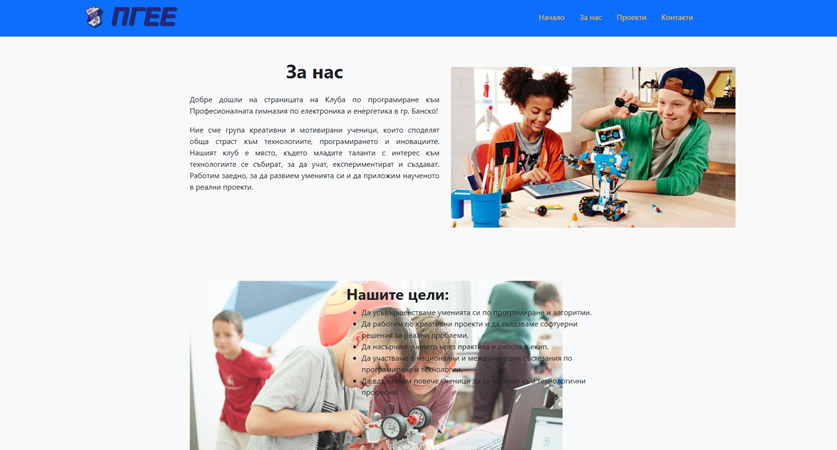 ПГЕЕ
Начало За нас Проекти Контакти
За нас
Добре дошли на страницата на Клуба по програмиране към
Професионалната гимназия по електроника и енергетика в гр. Банско!
Ние сме група креативни и мотивирани ученици, които споделят
обща страст към технологиите, програмирането и иновациите.
Нашият клуб е място, където младите таланти с интерес към
технологиите се събират, за да учат, експериментират и създават.
Работим заедно, за да развием уменията си и да приложим наученото
в реални проекти.
Нашите цели:
Да усъвършенстваме уменията си по програмиране и алгоритми.
Да работим по креативни проекти и да създаваме софтуерни
решения за реални проблеми.
Да насърчим ученето чрез практика и работа в екип.
Да участваме в национални и международни състезания по
програмиране и технологии.
Да вдъхновим повече ученици да се насочат към технологични
професии.